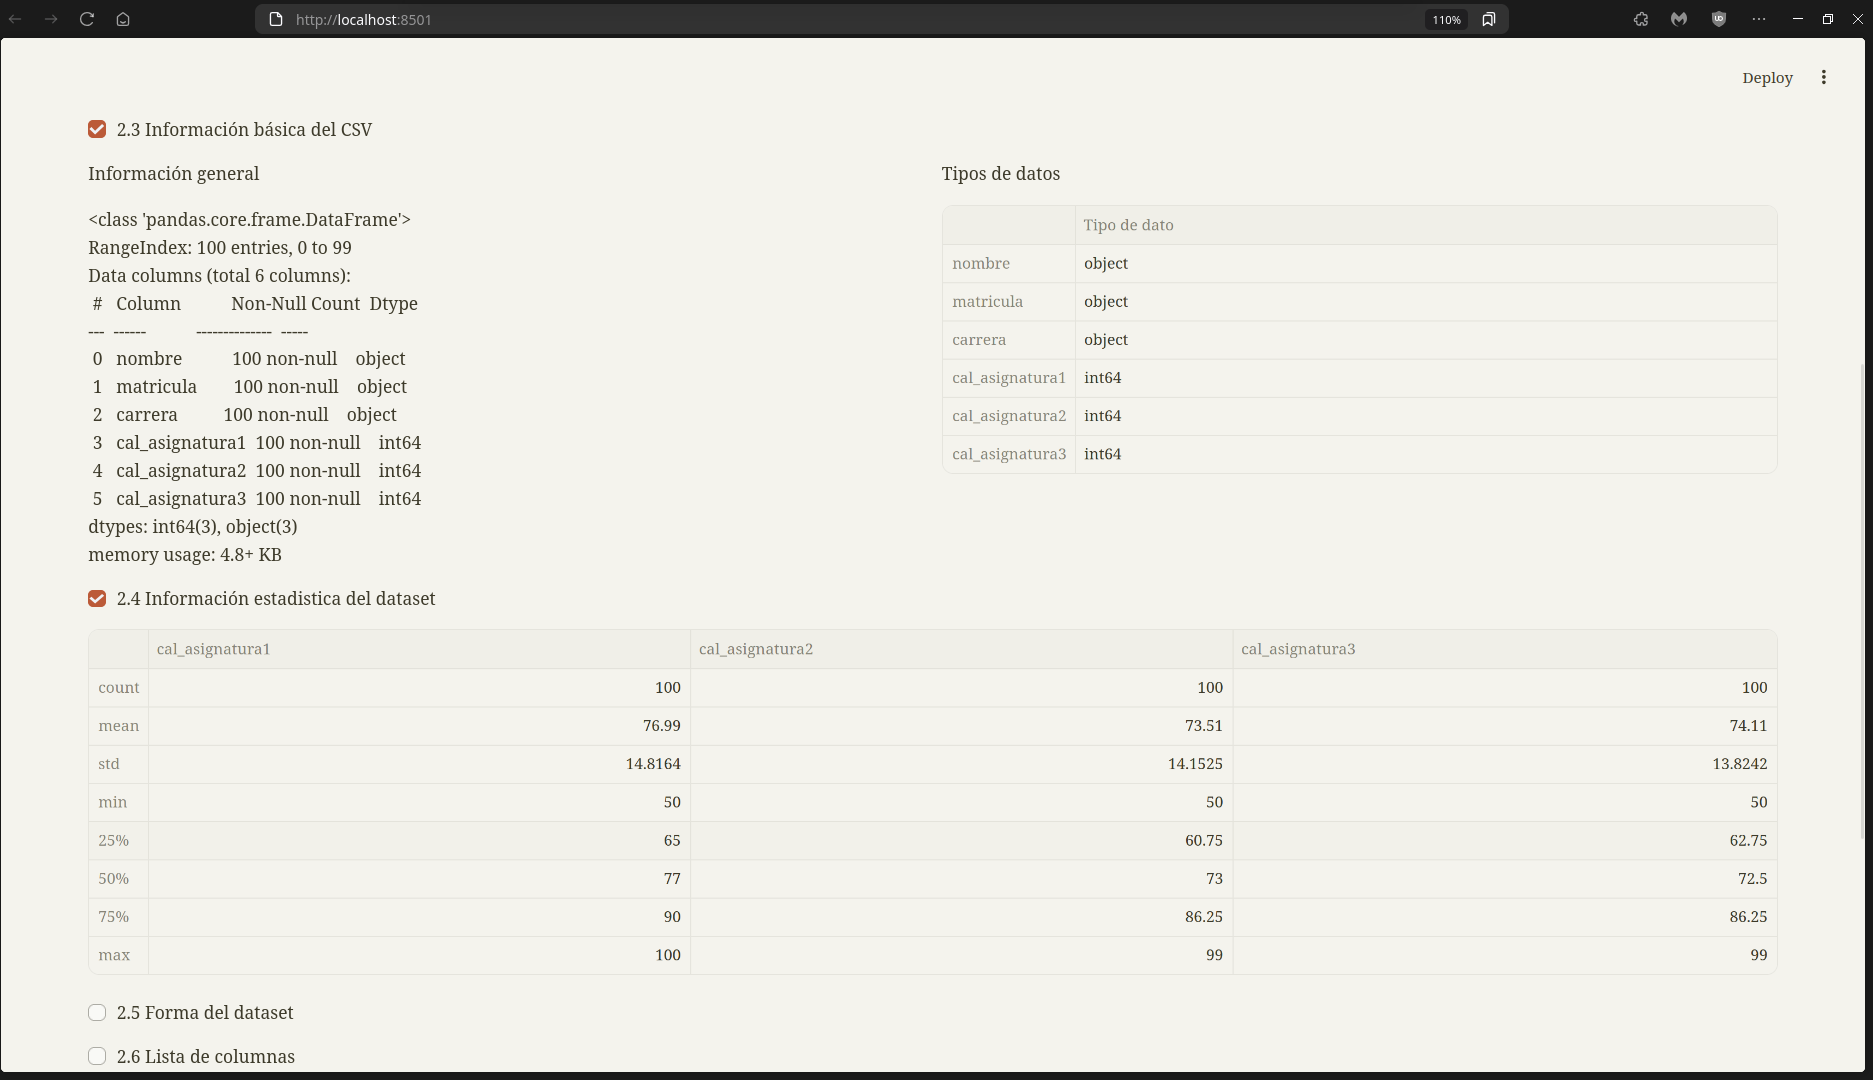 http://localhost:8501
110%
Deploy
2.3 Información básica del CSV
Información general
<class 'pandas.core.frame.DataFrame'>
RangeIndex: 100 entries, 0 to 99
Data columns (total 6 columns):
# Column Non-Null Count Dtype
--- ------ -------------- -----
0 nombre 100 non-null object
1 matricula 100 non-null object
2 carrera 100 non-null object
3 cal_asignatura1 100 non-null int64
4 cal_asignatura2 100 non-null int64
5 cal_asignatura3 100 non-null int64
dtypes: int64(3), object(3)
memory usage: 4.8+ KB
Tipos de datos
Tipo de dato
nombre object
matricula object
carrera object
cal_asignatura1 int64
cal_asignatura2 int64
cal_asignatura3 int64
2.4 Información estadistica del dataset
cal_asignatura1 cal_asignatura2 cal_asignatura3
count 100 100 100
mean 76.99 73.51 74.11
std 14.8164 14.1525 13.8242
min 50 50 50
25% 65 60.75 62.75
50% 77 73 72.5
75% 90 86.25 86.25
max 100 99 99
2.5 Forma del dataset
2.6 Lista de columnas